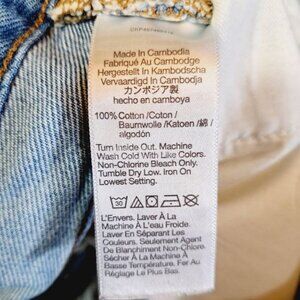 Made In Cambodia
Fabriqué Au Cambodge
Hergestellt In Kambodscha
Vervaardigd In Cambodja
カンボジア製
hecho en camboya
100% Cotton /Coton /
Baumwolle /Katoen /綿 /
algodón
Turn Inside Out. Machine
Wash Cold With Like Colors.
Non-Chlorine Bleach Only.
Tumble Dry Low. Iron On
Lowest Setting.
30
L'Envers. Laver À La
Machine À L'eau Froide.
Laver En Séparant Les
Couleurs. Seulement Agent
De Blanchiment Non-Chlore.
Sécher À La Machine À
Basse Température. Fer Au
Réglage Le Plus Bas.